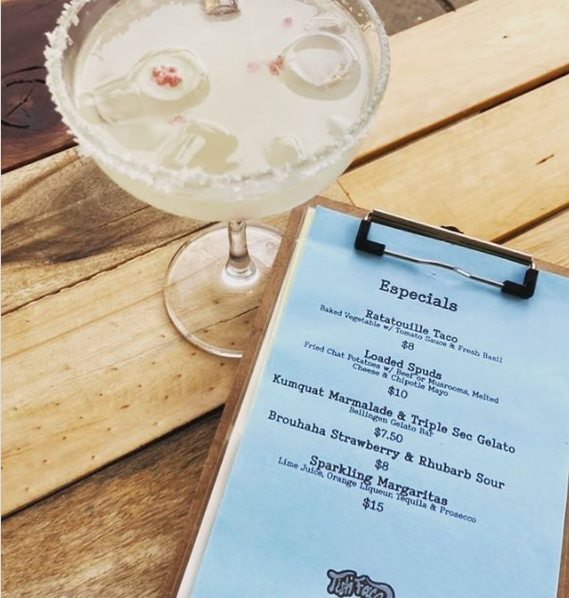 Especials
Ratatouille Taco
Baked Vegetable w/ Tomato Sauce & Fresh Basil
$8
Loaded Spuds
Fried Chat Potatoes w/ Beef or Musrooms, Melted
Cheese & Chipotle Mayo
$10
Kumquat Marmalade & Triple Sec Gelato
Bellingen Gelato Bar
$7.50
Brouhaha Strawberry & Rhubarb Sour
$8
Sparkling Margaritas
Lime Juice, Orange Liqueur, Tequila & Prosecco
$15